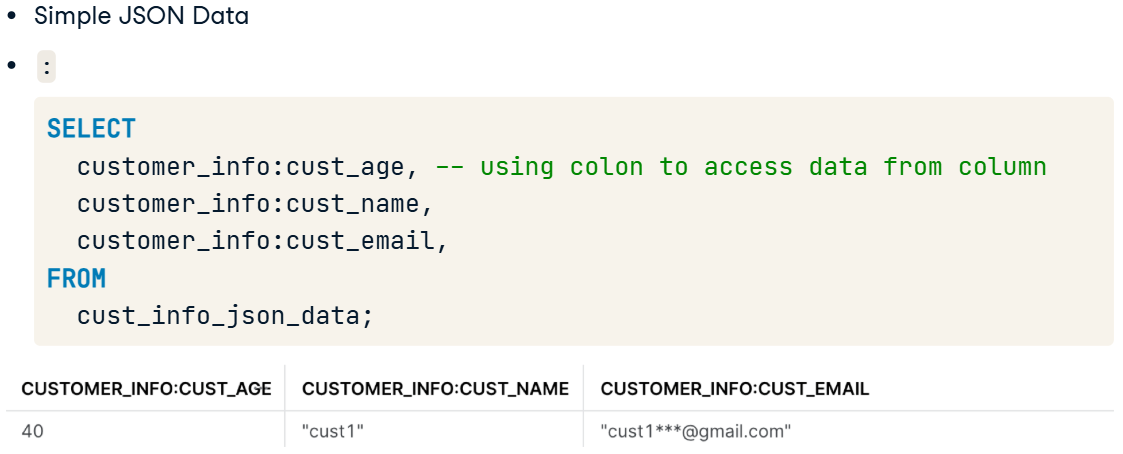 • Simple JSON Data
• :
SELECT
customer_info:cust_age, -- using colon to access data from column
customer_info:cust_name,
customer_info:cust_email,
FROM
cust_info_json_data;
CUSTOMER_INFO:CUST_AGE CUSTOMER_INFO:CUST_NAME CUSTOMER_INFO:CUST_EMAIL
40 "cust1" "cust1***@gmail.com"